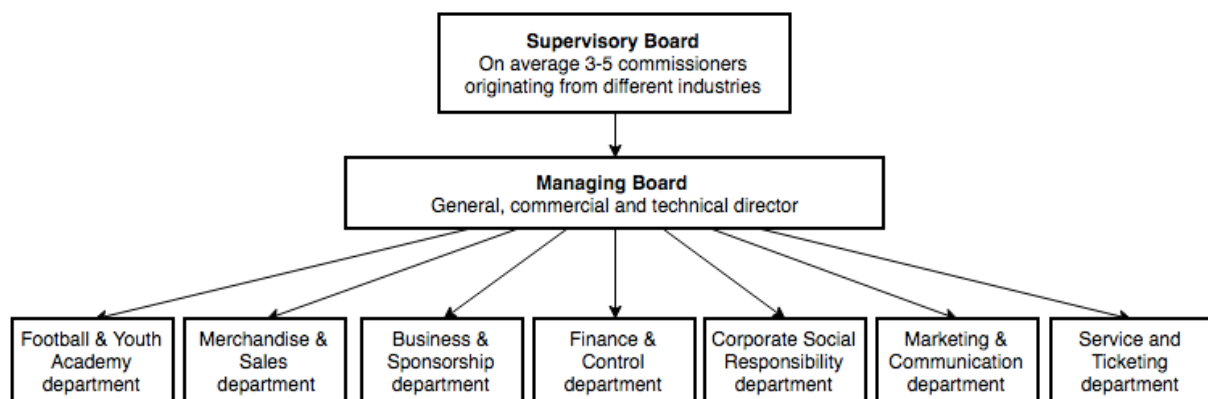 Supervisory Board
On average 3-5 commissioners
originating from different industries
Managing Board
General, commercial and technical director
Football & Youth
Academy
department
Merchandise &
Sales
department
Business &
Sponsorship
department
Finance &
Control
department
Corporate Social
Responsibility
department
Marketing &
Communication
department
Service and
Ticketing
department